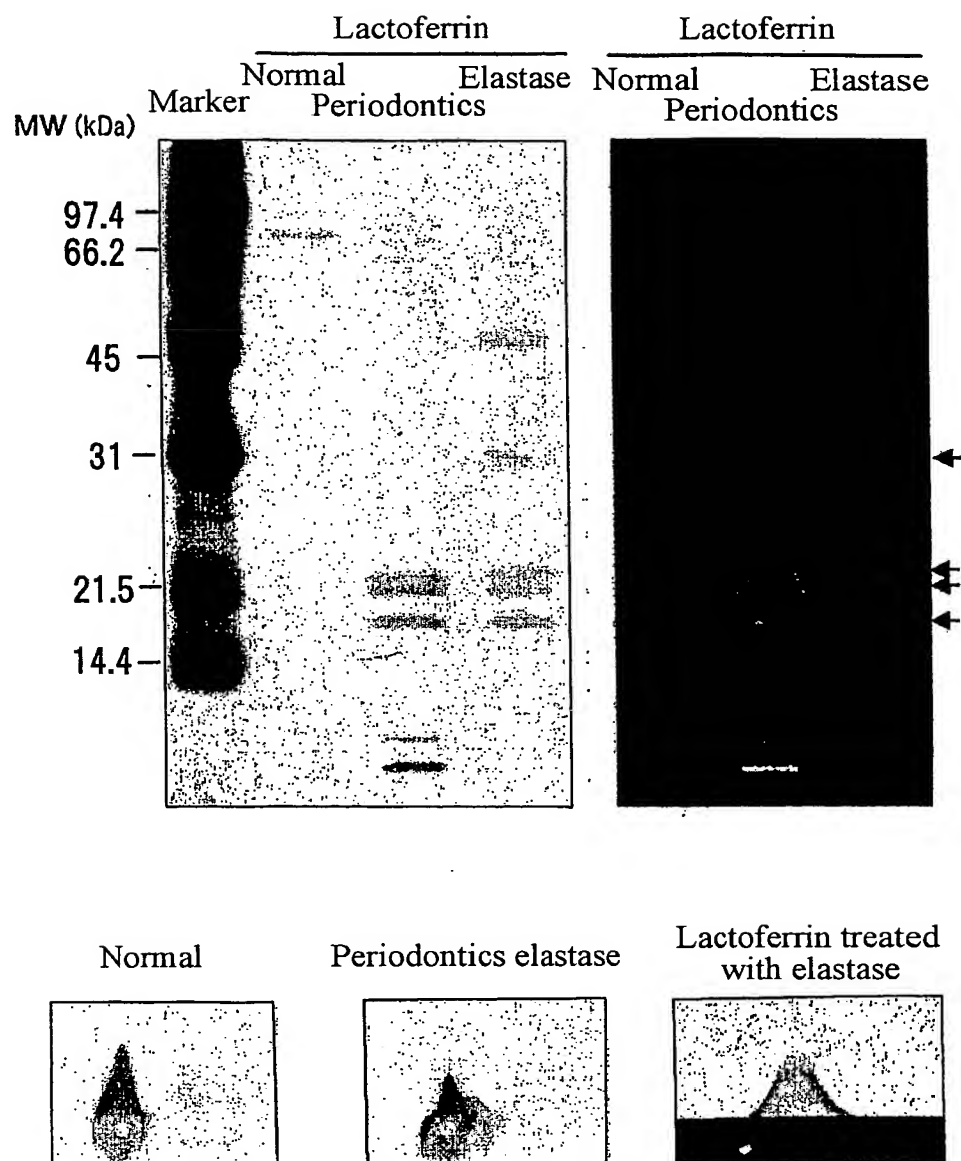 Lactoferrin
Normal Elastase
Marker Periodontics
MW (kDa)
97.4
66.2
45
31
21.5
14.4
Lactoferrin
Normal Elastase
Periodontics
Normal
Periodontics elastase
Lactoferrin treated
with elastase